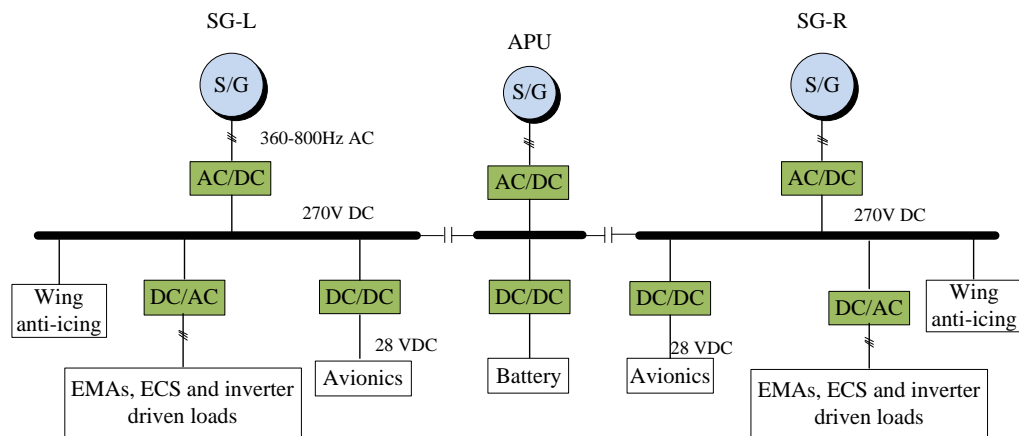 SG-L
APU
SG-R
S/G
S/G
S/G
360-800Hz AC
AC/DC
AC/DC
AC/DC
270V DC
270V DC
Wing
anti-icing
DC/AC
DC/DC
DC/DC
DC/DC
DC/AC
Wing
anti-icing
28 VDC
28 VDC
EMAs, ECS and inverter
driven loads
Avionics
Battery
Avionics
EMAs, ECS and inverter
driven loads